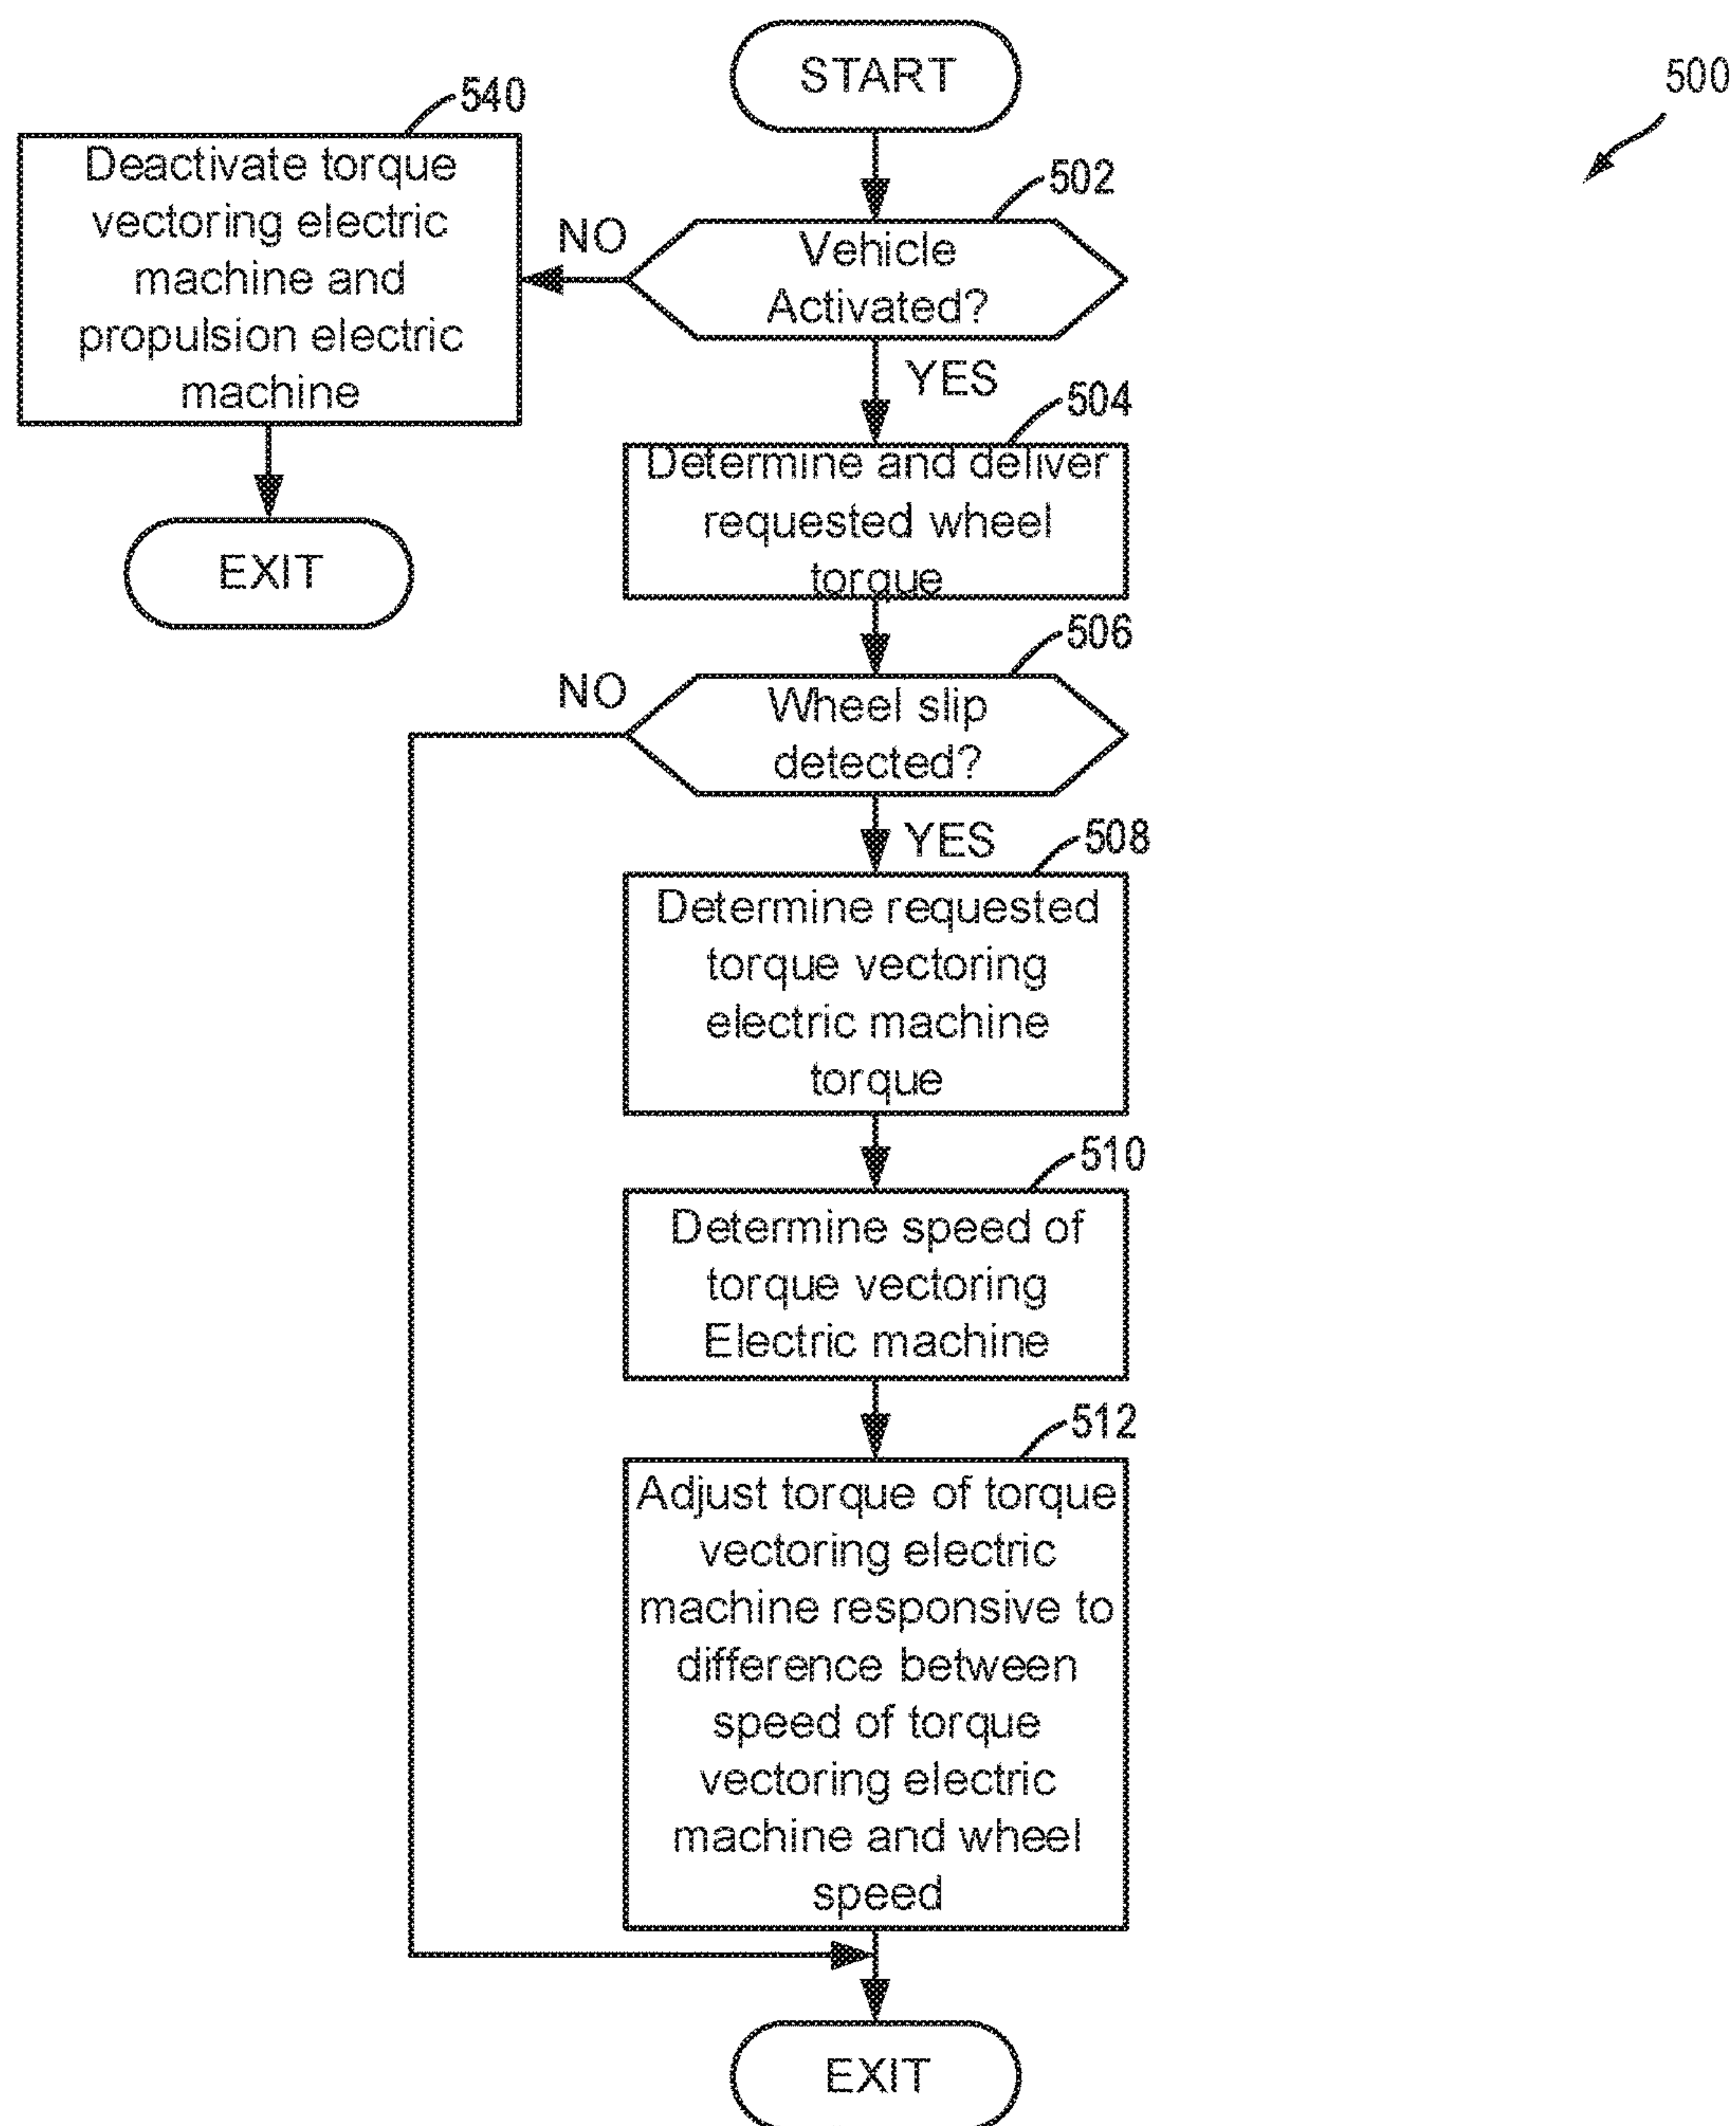 START
500
540
Deactivate torque
vectoring electric
machine and
propulsion electric
machine
NO
502
Vehicle
Activated?
YES
504
Determine and deliver
requested wheel
torque
EXIT
506
NO
Wheel slip
detected?
YES
508
Determine requested
torque vectoring
electric machine
torque
510
Determine speed of
torque vectoring
Electric machine
512
Adjust torque of torque
vectoring electric
machine responsive to
difference between
speed of torque
vectoring electric
machine and wheel
speed
EXIT